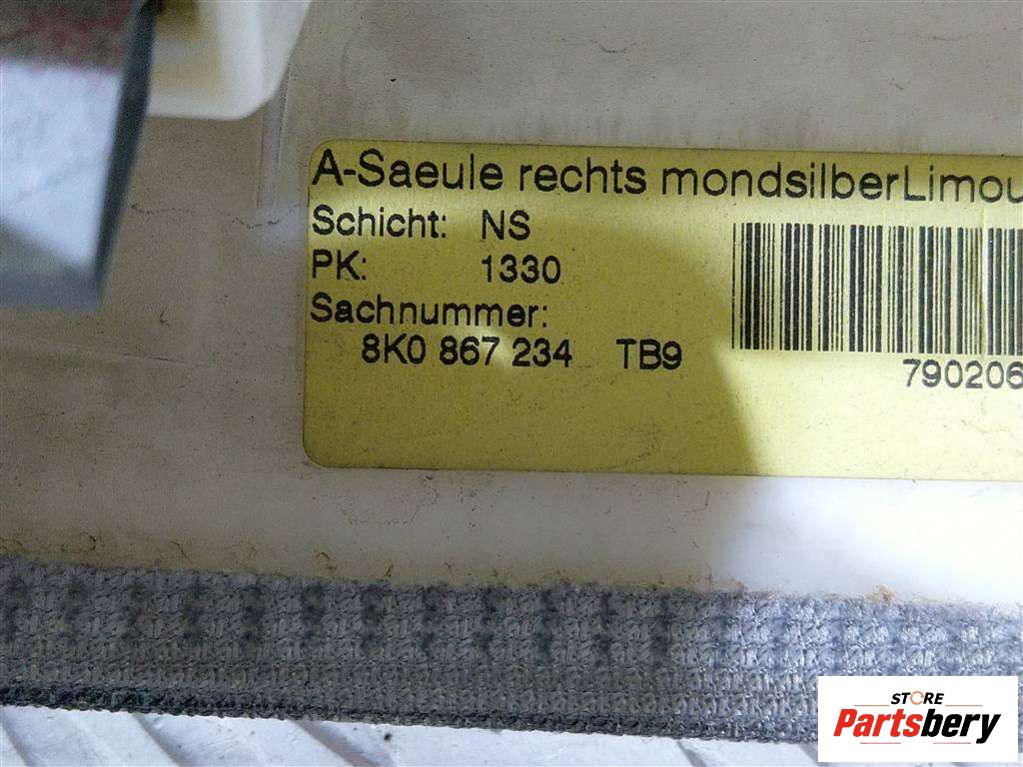 A-Saeule rechts mondsilberLimou
Schicht: NS
PK: 1330
Sachnummer:
8K0 867 234 TB9
790206
STORE
Partsbery